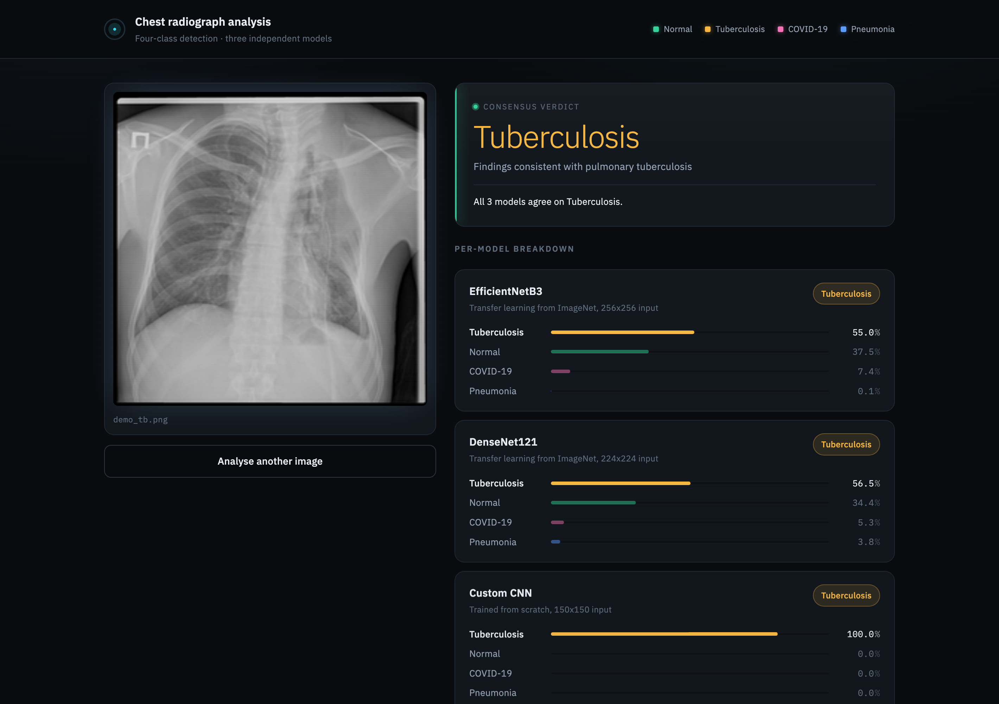 Chest radiograph analysis
Four-class detection · three independent models
Normal
Tuberculosis
COVID-19
Pneumonia
П
demo_tb.png
Analyse another image
CONSENSUS VERDICT
Tuberculosis
Findings consistent with pulmonary tuberculosis
All 3 models agree on Tuberculosis.
PER-MODEL BREAKDOWN
EfficientNetB3
Tuberculosis
Transfer learning from ImageNet, 256x256 input
Tuberculosis 55.0%
Normal 37.5%
COVID-19 7.4%
Pneumonia 0.1%
DenseNet121
Tuberculosis
Transfer learning from ImageNet, 224x224 input
Tuberculosis 56.5%
Normal 34.4%
COVID-19 5.3%
Pneumonia 3.8%
Custom CNN
Tuberculosis
Trained from scratch, 150x150 input
Tuberculosis 100.0%
Normal 0.0%
COVID-19 0.0%
Pneumonia 0.0%